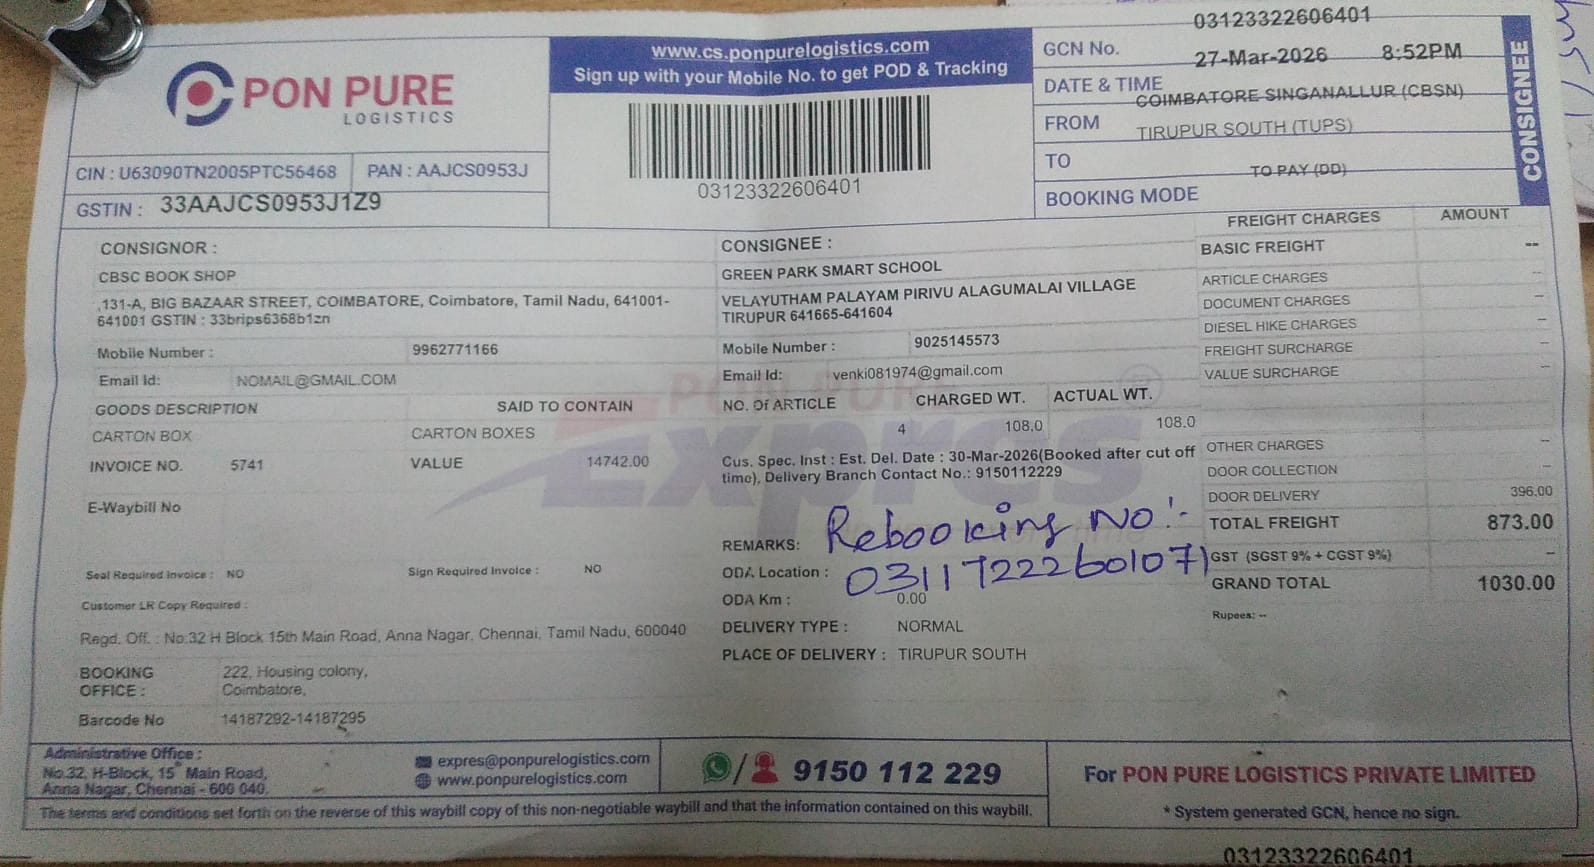 03123322606401
PON PURE
LOGISTICS
CIN : U63090TN2005PTC56468
PAN : AAJCS0953J
GSTIN : 33AAJCS0953J1Z9
www.cs.ponpurelogistics.com
Sign up with your Mobile No. to get POD & Tracking
03123322606401
GCN No.
27-Mar-2026 8:52PM
DATE & TIME
COIMBATORE SINGANALLUR (CBSN)
FROM
TIRUPUR SOUTH (TUPS)
TO
TO PAY (DD)
BOOKING MODE
CONSIGNEE
CONSIGNOR :
CBSC BOOK SHOP
,131-A, BIG BAZAAR STREET, COIMBATORE, Coimbatore, Tamil Nadu, 641001-
641001 GSTIN : 33brips6368b1zn
Mobile Number : 9962771166
Email Id: NOMAIL@GMAIL.COM
GOODS DESCRIPTION SAID TO CONTAIN
CARTON BOX CARTON BOXES
INVOICE NO. 5741 VALUE 14742.00
E-Waybill No
Seal Required Invoice : NO Sign Required Invoice : NO
Customer LR Copy Required :
Regd. Off. : No:32 H Block 15th Main Road, Anna Nagar, Chennai, Tamil Nadu, 600040
BOOKING OFFICE : 222, Housing colony,
Coimbatore,
Barcode No 14187292-14187295
CONSIGNEE :
GREEN PARK SMART SCHOOL
VELAYUTHAM PALAYAM PIRIVU ALAGUMALAI VILLAGE
TIRUPUR 641665-641604
Mobile Number : 9025145573
Email Id: venki081974@gmail.com
PON PURE
Expres
NO. Of ARTICLE CHARGED WT. ACTUAL WT.
4 108.0 108.0
Cus. Spec. Inst : Est. Del. Date : 30-Mar-2026(Booked after cut off
time), Delivery Branch Contact No.: 9150112229
Rebooking No:-
REMARKS:
03117222601071
ODA Location :
ODA Km : 0.00
DELIVERY TYPE : NORMAL
PLACE OF DELIVERY : TIRUPUR SOUTH
FREIGHT CHARGES AMOUNT
BASIC FREIGHT --
ARTICLE CHARGES –
DOCUMENT CHARGES –
DIESEL HIKE CHARGES –
FREIGHT SURCHARGE –
VALUE SURCHARGE –
OTHER CHARGES –
DOOR COLLECTION –
DOOR DELIVERY 396.00
TOTAL FREIGHT 873.00
GST (SGST 9% + CGST 9%) –
GRAND TOTAL 1030.00
Rupees: --
Administrative Office :
No.32, H-Block, 15th Main Road,
Anna Nagar, Chennai - 600 040.
expres@ponpurelogistics.com
www.ponpurelogistics.com
/ 9150 112 229
For PON PURE LOGISTICS PRIVATE LIMITED
The terms and conditions set forth on the reverse of this waybill copy of this non-negotiable waybill and that the information contained on this waybill.
* System generated GCN, hence no sign.
03123322606401